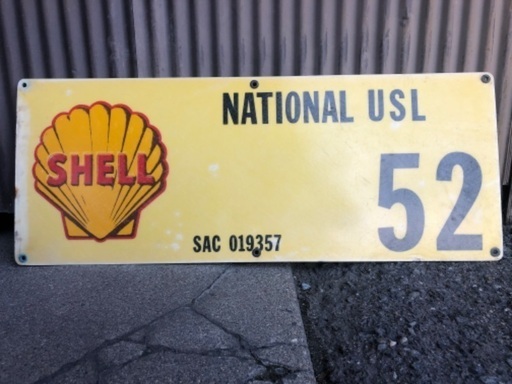 NATIONAL USL
SHELL
52
SAC 019357